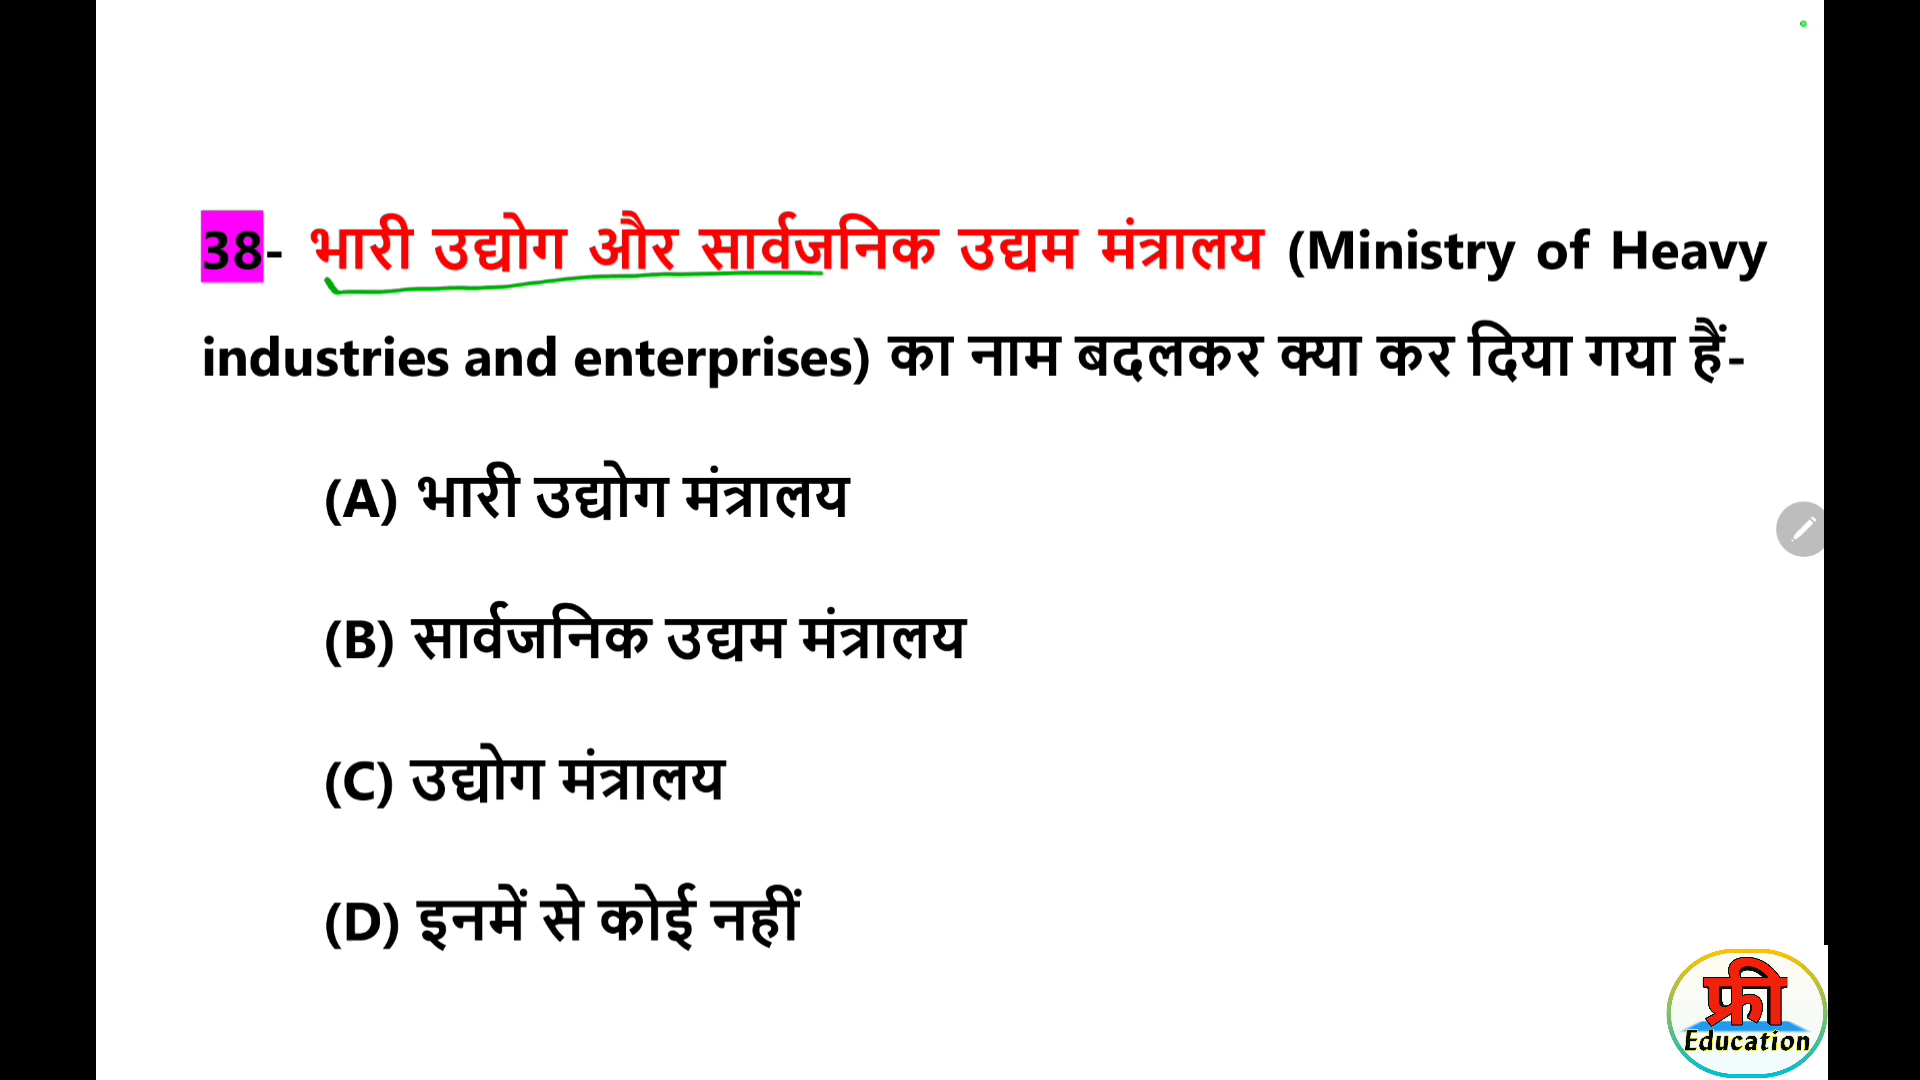 38- भारी उद्योग और सार्वजनिक उद्यम मंत्रालय (Ministry of Heavy
industries and enterprises) का नाम बदलकर क्या कर दिया गया हैं-
(A) भारी उद्योग मंत्रालय
(B) सार्वजनिक उद्यम मंत्रालय
(C) उद्योग मंत्रालय
(D) इनमें से कोई नहीं
फ्री
Education